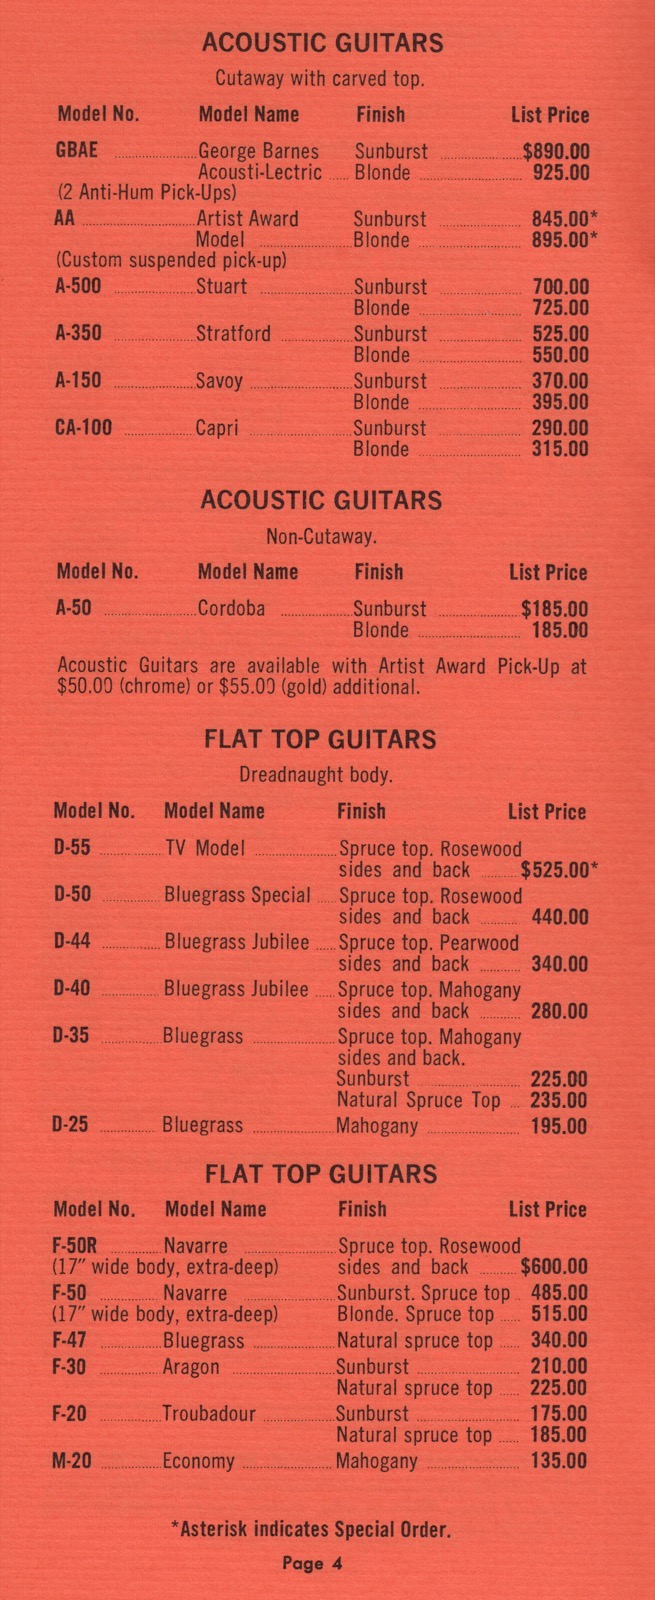 ACOUSTIC GUITARS
Cutaway with carved top.
Model No. Model Name Finish List Price
GBAE George Barnes Sunburst $890.00
Acousti-Lectric Blonde 925.00
(2 Anti-Hum Pick-Ups)
AA Artist Award Sunburst 845.00*
Model Blonde 895.00*
(Custom suspended pick-up)
A-500 Stuart Sunburst 700.00
Blonde 725.00
A-350 Stratford Sunburst 525.00
Blonde 550.00
A-150 Savoy Sunburst 370.00
Blonde 395.00
CA-100 Capri Sunburst 290.00
Blonde 315.00
ACOUSTIC GUITARS
Non-Cutaway.
Model No. Model Name Finish List Price
A-50 Cordoba Sunburst $185.00
Blonde 185.00
Acoustic Guitars are available with Artist Award Pick-Up at
$50.00 (chrome) or $55.00 (gold) additional.
FLAT TOP GUITARS
Dreadnaught body.
Model No. Model Name Finish List Price
D-55 TV Model Spruce top. Rosewood
sides and back $525.00*
D-50 Bluegrass Special Spruce top. Rosewood
sides and back 440.00
D-44 Bluegrass Jubilee Spruce top. Pearwood
sides and back 340.00
D-40 Bluegrass Jubilee Spruce top. Mahogany
sides and back 280.00
D-35 Bluegrass Spruce top. Mahogany
sides and back.
Sunburst 225.00
Natural Spruce Top 235.00
D-25 Bluegrass Mahogany 195.00
FLAT TOP GUITARS
Model No. Model Name Finish List Price
F-50R Navarre Spruce top. Rosewood
(17" wide body, extra-deep) sides and back $600.00
F-50 Navarre Sunburst. Spruce top 485.00
(17" wide body, extra-deep) Blonde. Spruce top 515.00
F-47 Bluegrass Natural spruce top 340.00
F-30 Aragon Sunburst 210.00
Natural spruce top 225.00
F-20 Troubadour Sunburst 175.00
Natural spruce top 185.00
M-20 Economy Mahogany 135.00
*Asterisk indicates Special Order.
Page 4